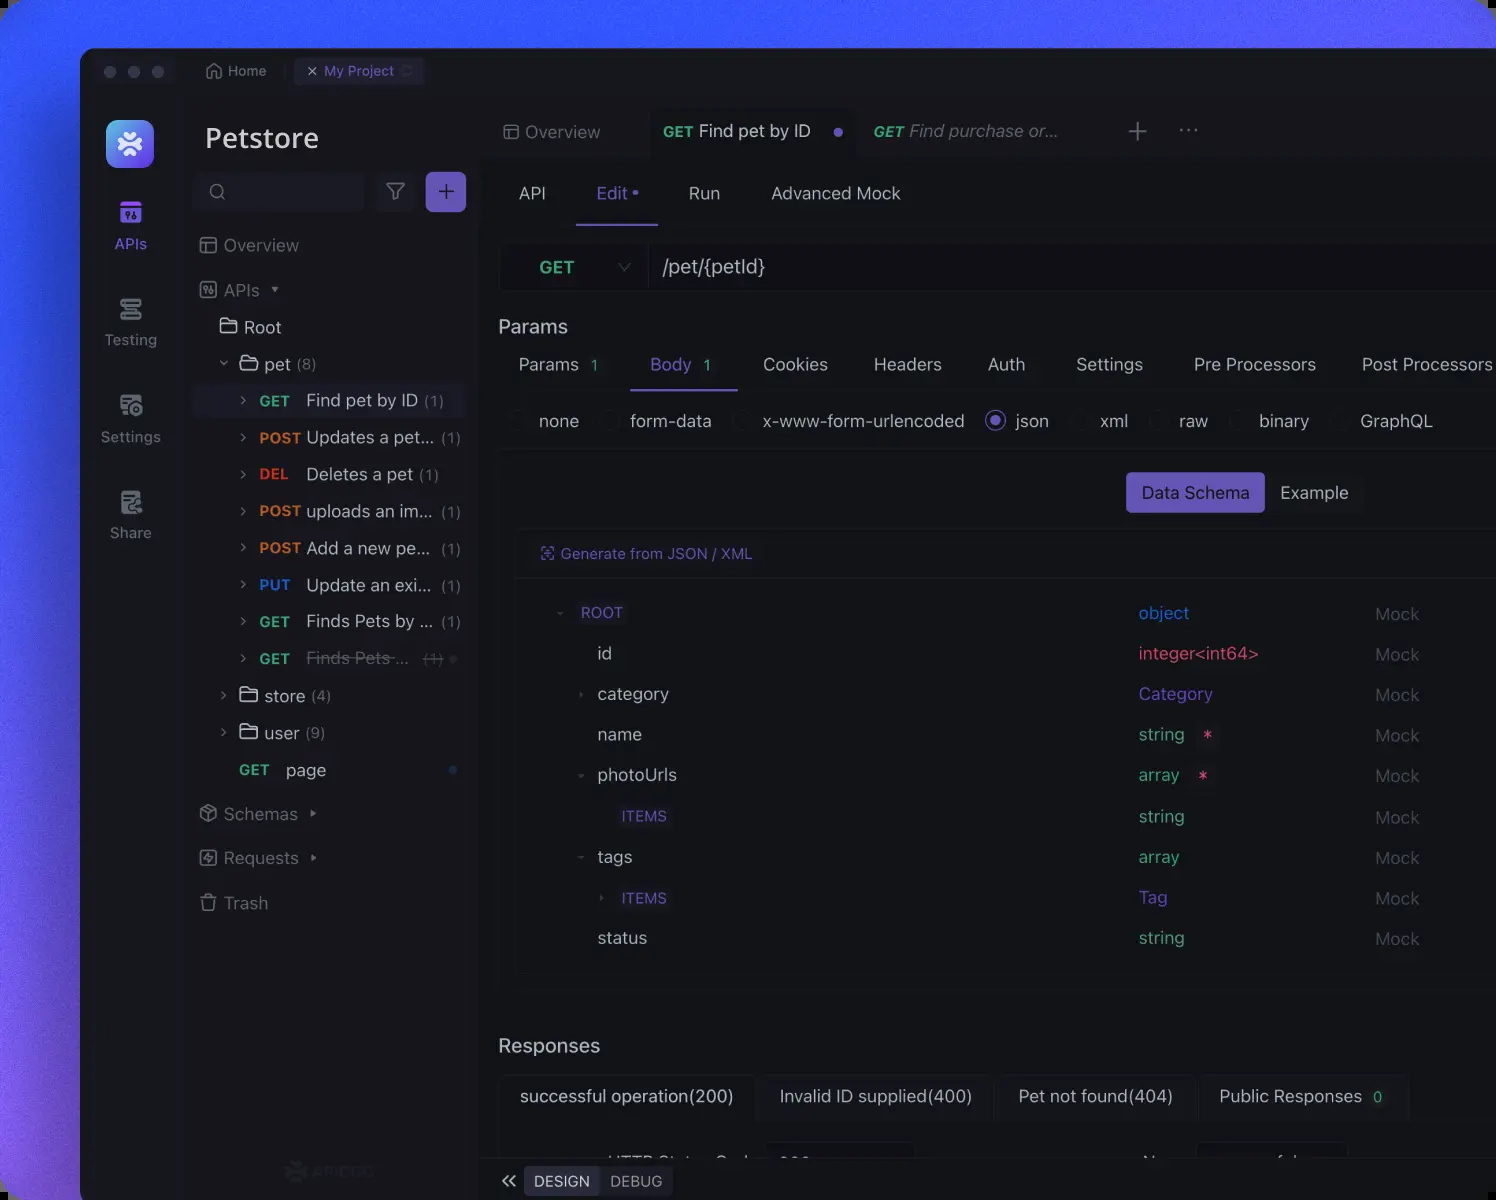 Home
My Project
Petstore
Overview
GET Find pet by ID
GET Find purchase or...
API
Edit
Run
Advanced Mock
APIs
Testing
Settings
Share
Overview
APIs
Root
pet (8)
GET Find pet by ID (1)
POST Updates a pet... (1)
DEL Deletes a pet (1)
POST uploads an im... (1)
POST Add a new pe... (1)
PUT Update an exi... (1)
GET Finds Pets by ... (1)
GET Finds Pets ... (1)
store (4)
user (9)
GET page
Schemas
Requests
Trash
GET /pet/{petId}
Params
Params 1
Body 1
Cookies
Headers
Auth
Settings
Pre Processors
Post Processors
none
form-data
x-www-form-urlencoded
json
xml
raw
binary
GraphQL
Data Schema
Example
Generate from JSON / XML
ROOT object Mock
id integer<int64> Mock
category Category Mock
name string * Mock
photoUrls array * Mock
ITEMS string Mock
tags array Mock
ITEMS Tag Mock
status string Mock
Responses
successful operation(200)
Invalid ID supplied(400)
Pet not found(404)
Public Responses 0
DESIGN
DEBUG